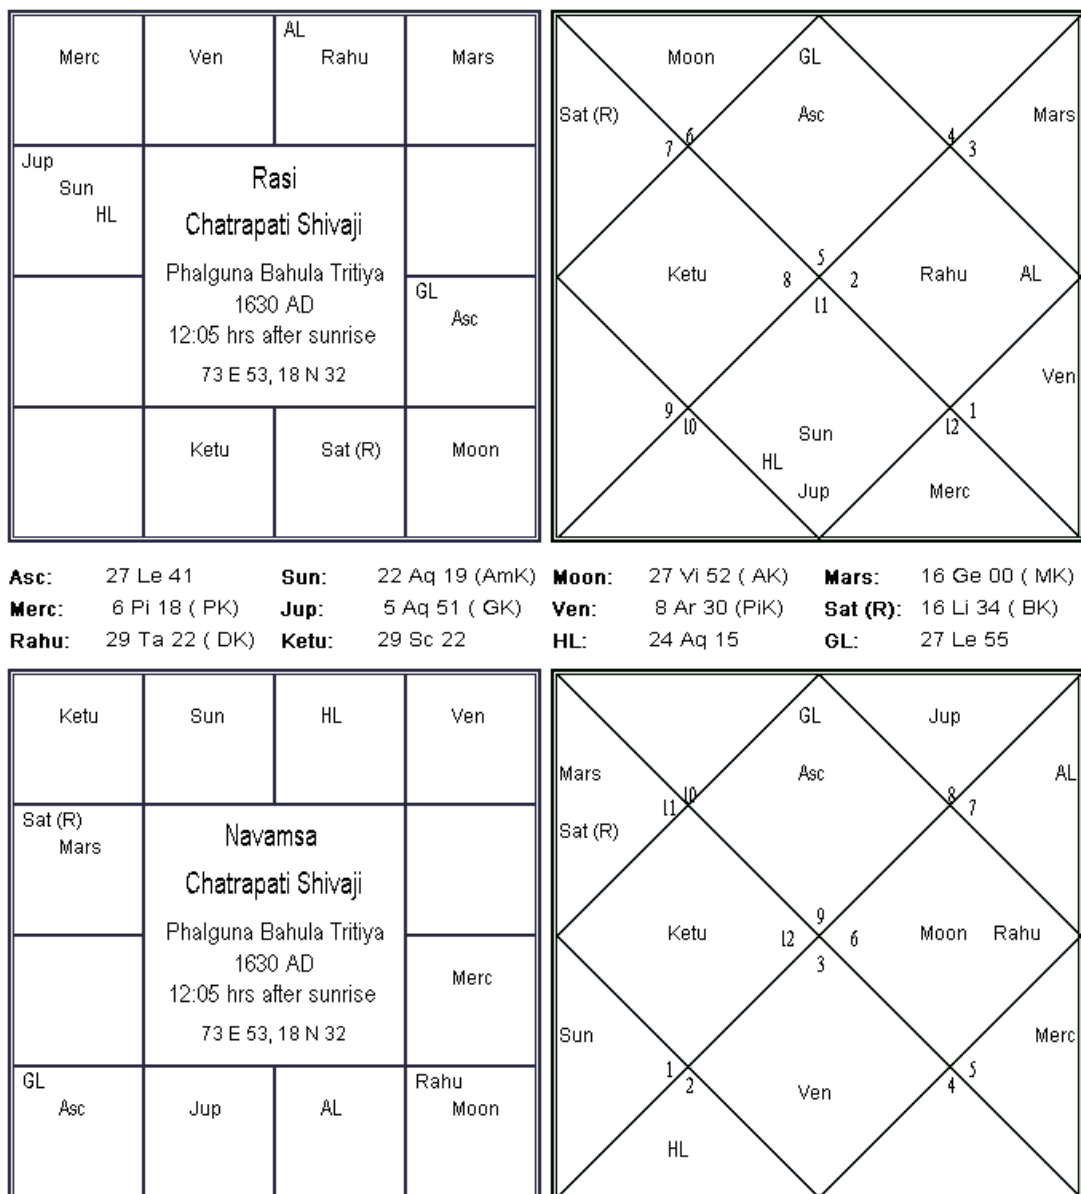 Merc Ven AL Rahu Mars
Jup
Sun
HL
Rasi
Chatrapati Shivaji
Phalguna Bahula Tritiya
1630 AD
12:05 hrs after sunrise
73 E 53, 18 N 32
GL
Asc
Ketu Sat (R) Moon
Moon GL
Sat (R) Asc Mars
6 4
7 3
5
Ketu 8 2 Rahu AL
11
Ven
9 1
10 12
Sun
HL
Jup Merc
Asc: 27 Le 41 Sun: 22 Aq 19 (AmK) Moon: 27 Vi 52 ( AK) Mars: 16 Ge 00 ( MK)
Merc: 6 Pi 18 ( PK) Jup: 5 Aq 51 ( GK) Ven: 8 Ar 30 (PiK) Sat (R): 16 Li 34 ( BK)
Rahu: 29 Ta 22 ( DK) Ketu: 29 Sc 22 HL: 24 Aq 15 GL: 27 Le 55
Ketu Sun HL Ven
Sat (R)
Mars
Navamsa
Chatrapati Shivaji
Phalguna Bahula Tritiya
1630 AD
12:05 hrs after sunrise
73 E 53, 18 N 32
Merc
GL
Asc Jup AL Rahu
Moon
GL Jup
Mars Asc AL
10 8
11 7
Sat (R)
9
Ketu 12 6 Moon Rahu
3
Sun Merc
1 5
2 4
Ven
HL